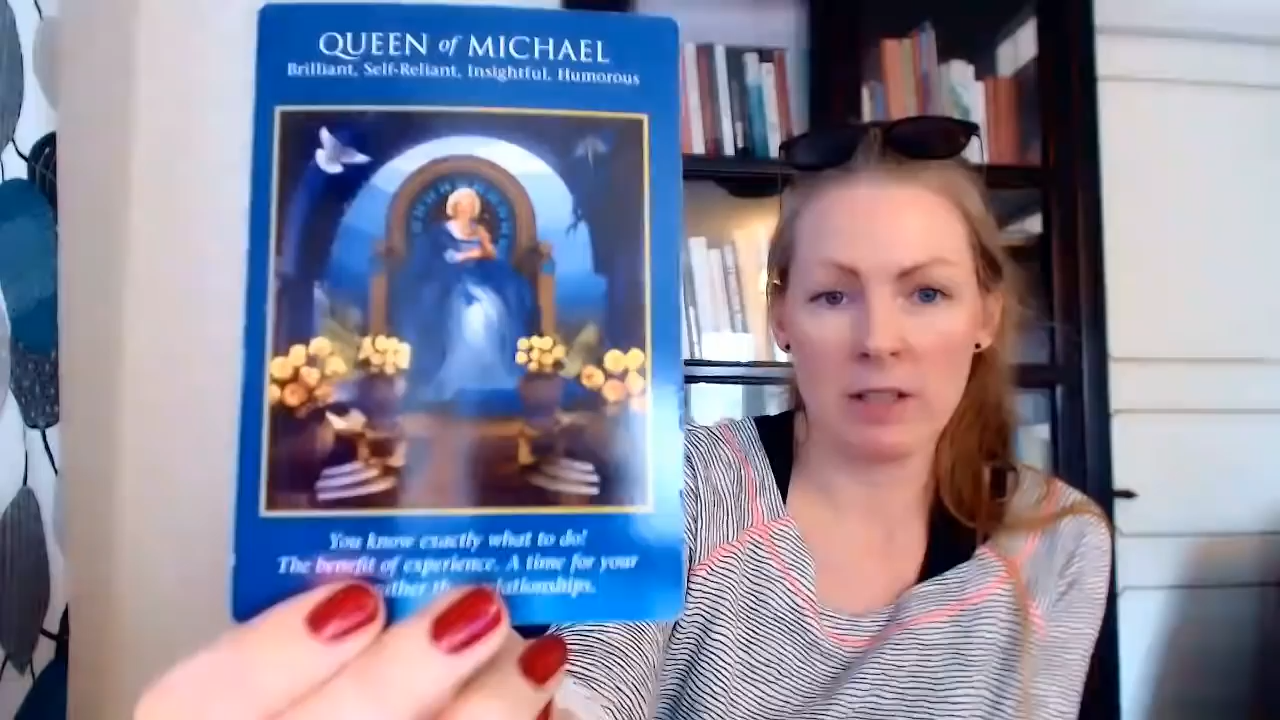 QUEEN of MICHAEL
Brilliant, Self-Reliant, Insightful, Humorous
You know exactly what to do!
The benefit of experience. A time for your
relationships.